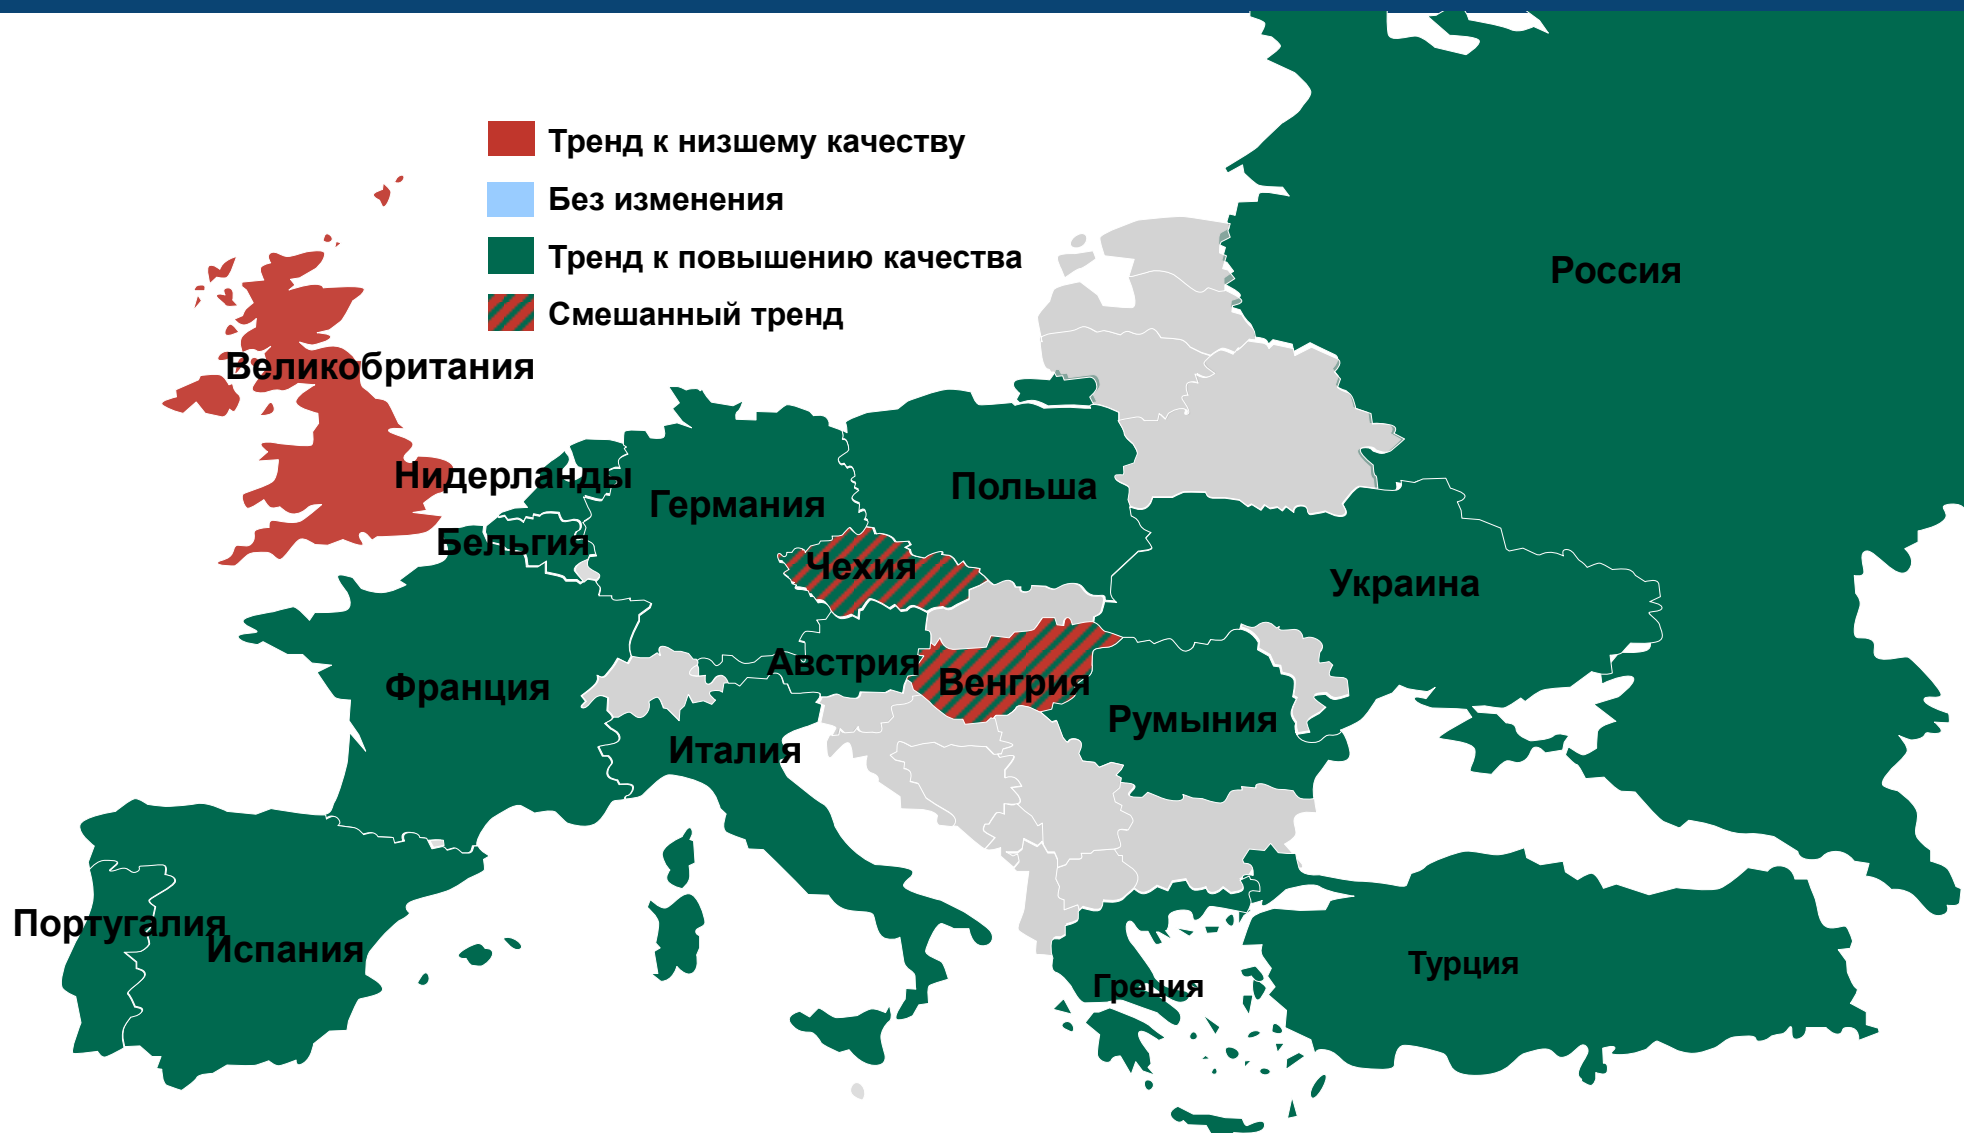 Тренд к низшему качеству
Без изменения
Тренд к повышению качества
Смешанный тренд
Россия
Великобритания
Нидерланды
Германия
Польша
Бельгия
Чехия
Украина
Австрия
Венгрия
Франция
Румыния
Италия
Португалия
Испания
Турция
Греция